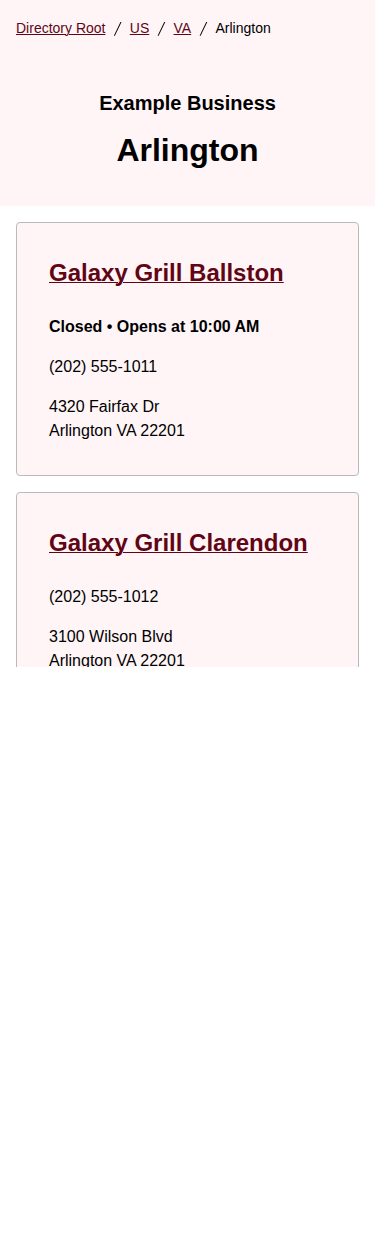 Directory Root / US / VA / Arlington
Example Business
Arlington
Galaxy Grill Ballston
Closed • Opens at 10:00 AM
(202) 555-1011
4320 Fairfax Dr
Arlington VA 22201
Galaxy Grill Clarendon
(202) 555-1012
3100 Wilson Blvd
Arlington VA 22201